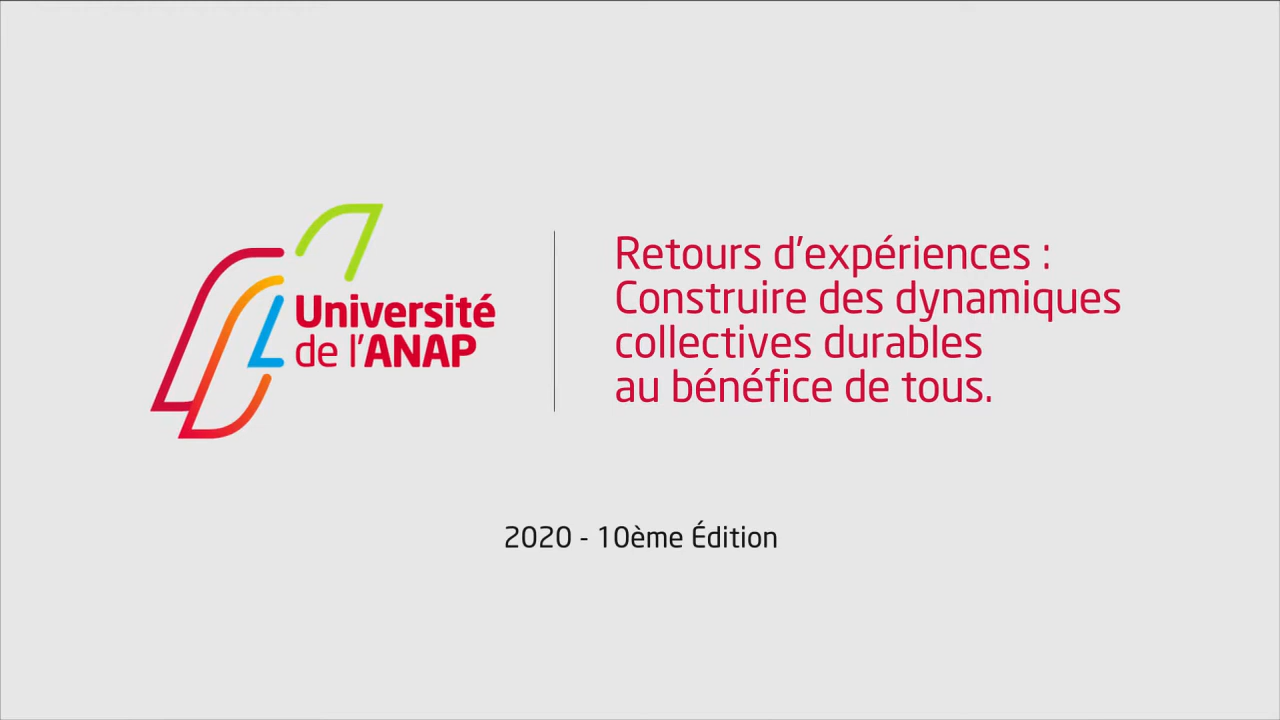 Université
de l'ANAP
Retours d'expériences :
Construire des dynamiques
collectives durables
au bénéfice de tous.
2020 - 10ème Édition